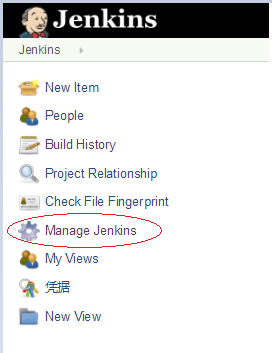 Jenkins
Jenkins
New Item
People
Build History
Project Relationship
Check File Fingerprint
Manage Jenkins
My Views
凭据
New View